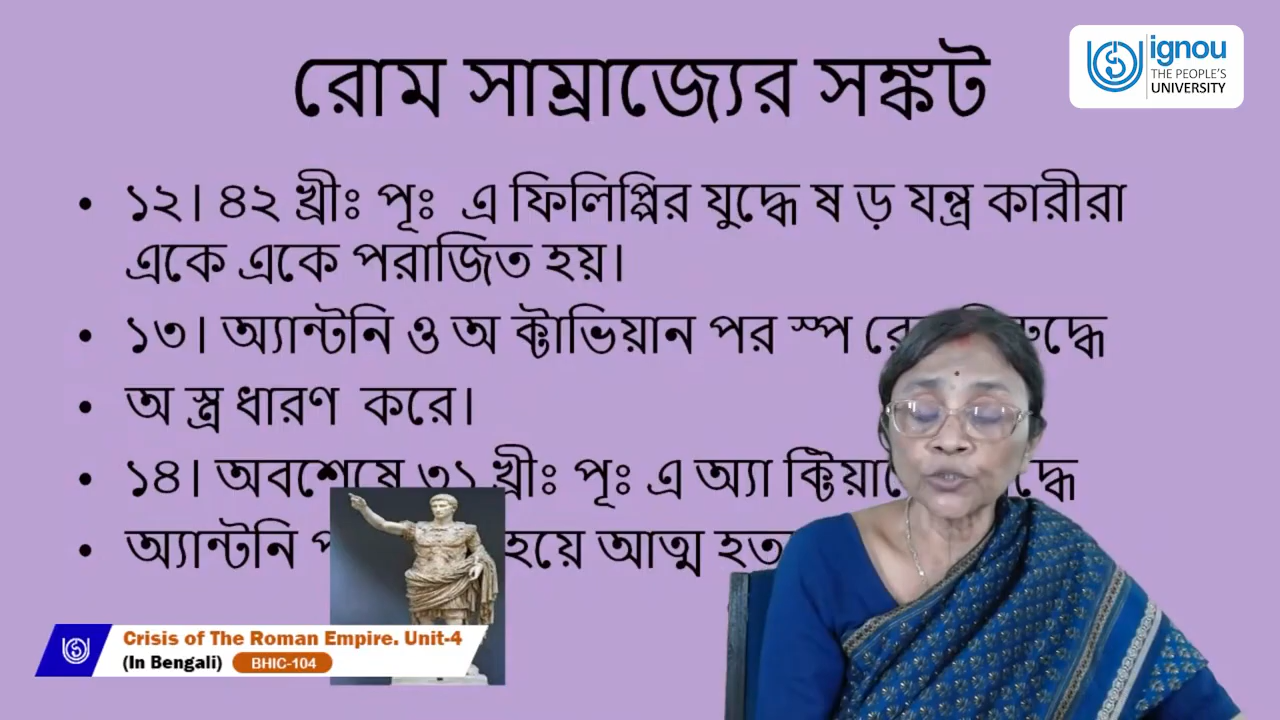 ignou
THE PEOPLE'S
UNIVERSITY
রোম সাম্রাজ্যের সঙ্কট
• ১২। ৪২ খ্রীঃ পূঃ এ ফিলিপ্পির যুদ্ধে ষ ড় যন্ত্র কারীরা
একে একে পরাজিত হয়।
• ১৩। অ্যান্টনি ও অ ক্টাভিয়ান পর স্প
• অ স্ত্র ধারণ করে।
• ১৪। অবশেষে ৩১ খ্রীঃ পূঃ এ অ্যা
• অ্যান্টনি হয়ে আত্ম
Crisis of The Roman Empire. Unit-4
(In Bengali) BHIC-104